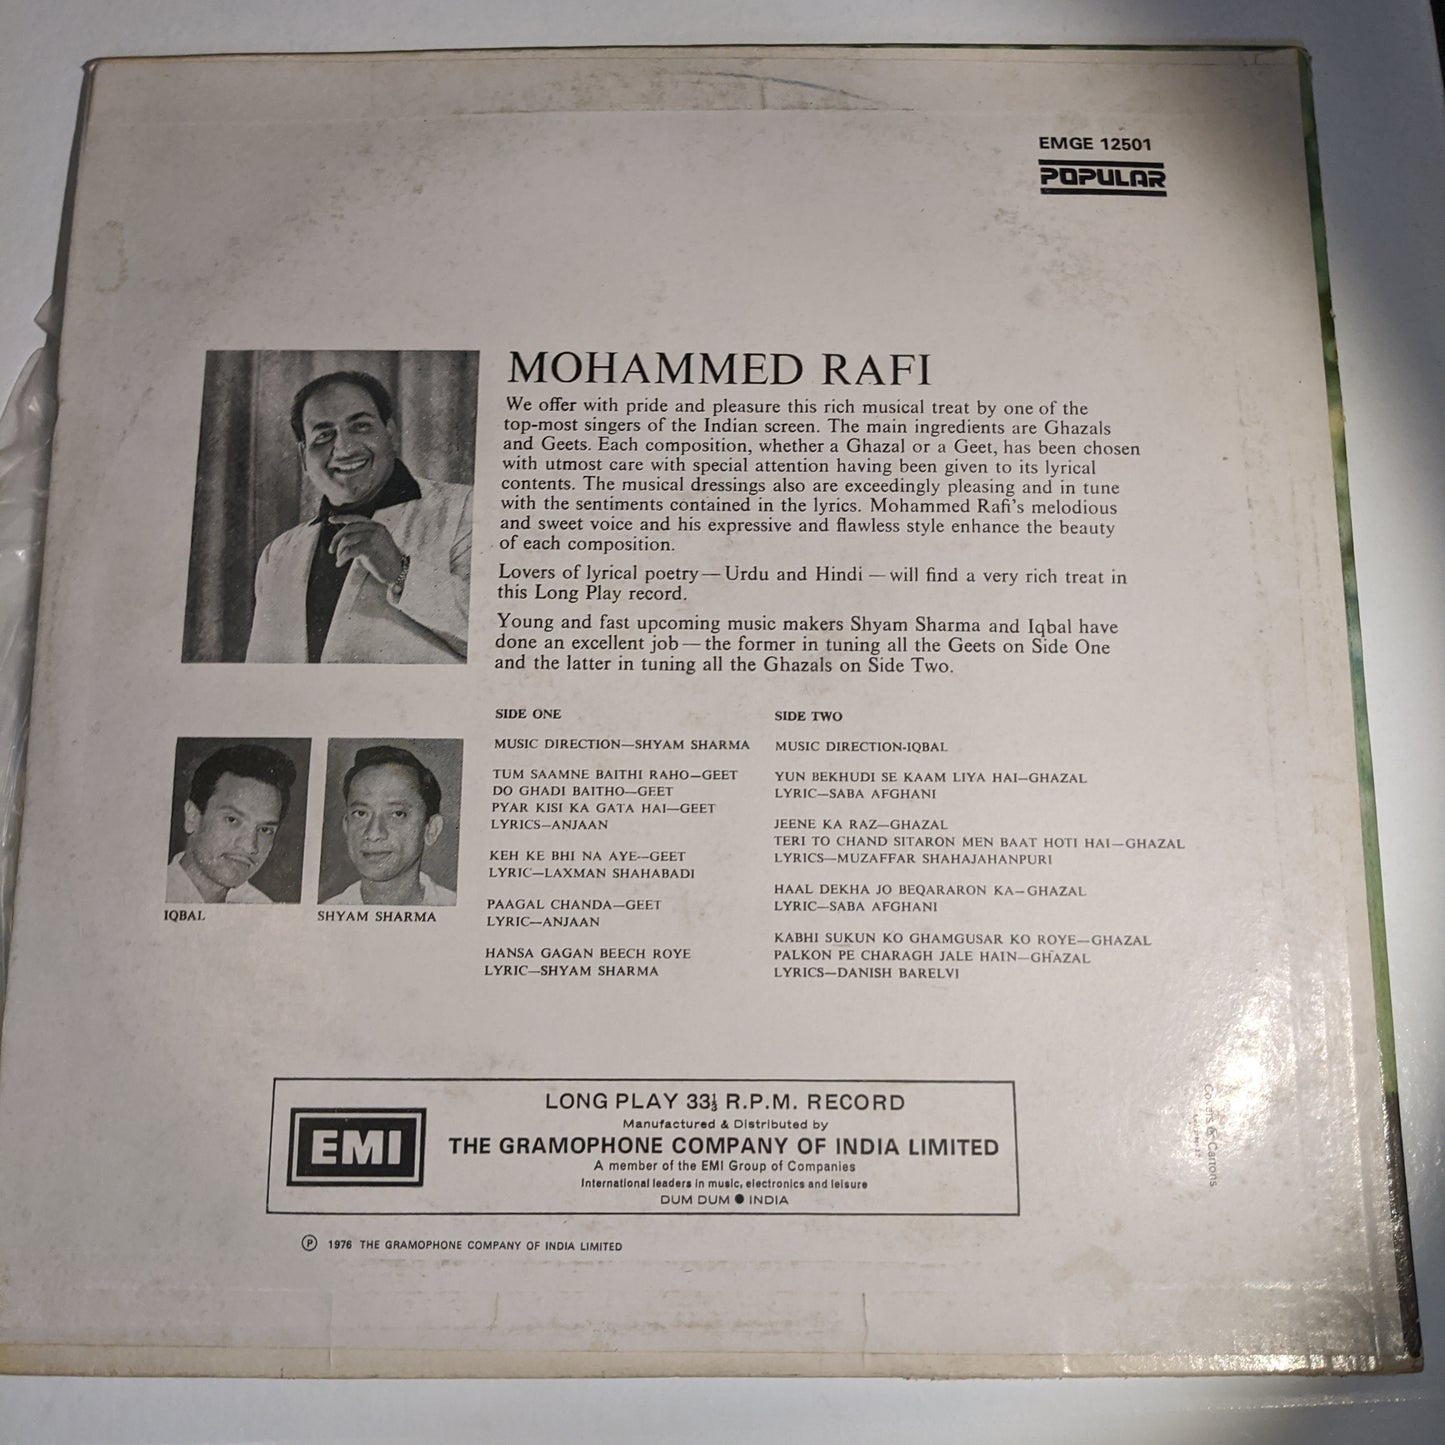 EMGE 12501
POPULAR
MOHAMMED RAFI
We offer with pride and pleasure this rich musical treat by one of the
top-most singers of the Indian screen. The main ingredients are Ghazals
and Geets. Each composition, whether a Ghazal or a Geet, has been chosen
with utmost care with special attention having been given to its lyrical
contents. The musical dressings also are exceedingly pleasing and in tune
with the sentiments contained in the lyrics. Mohammed Rafi's melodious
and sweet voice and his expressive and flawless style enhance the beauty
of each composition.
Lovers of lyrical poetry—Urdu and Hindi—will find a very rich treat in
this Long Play record.
Young and fast upcoming music makers Shyam Sharma and Iqbal have
done an excellent job—the former in tuning all the Geets on Side One
and the latter in tuning all the Ghazals on Side Two.
IQBAL
SHYAM SHARMA
SIDE ONE
MUSIC DIRECTION—SHYAM SHARMA
TUM SAAMNE BAITHI RAHO—GEET
DO GHADI BAITHO—GEET
PYAR KISI KA GATA HAI—GEET
LYRICS—ANJAAN
KEH KE BHI NA AYE—GEET
LYRIC—LAXMAN SHAHABADI
PAAGAL CHANDA—GEET
LYRIC—ANJAAN
HANSA GAGAN BEECH ROYE
LYRIC—SHYAM SHARMA
SIDE TWO
MUSIC DIRECTION-IQBAL
YUN BEKHUDI SE KAAM LIYA HAI—GHAZAL
LYRIC—SABA AFGHANI
JEENE KA RAZ—GHAZAL
TERI TO CHAND SITARON MEN BAAT HOTI HAI—GHAZAL
LYRICS—MUZAFFAR SHAHAJAHANPURI
HAAL DEKHA JO BEQARARON KA—GHAZAL
LYRIC—SABA AFGHANI
KABHI SUKUN KO GHAMGUSAR KO ROYE—GHAZAL
PALKON PE CHARAGH JALE HAIN—GHAZAL
LYRICS—DANISH BARELVI
EMI
LONG PLAY 33⅓ R.P.M. RECORD
Manufactured & Distributed by
THE GRAMOPHONE COMPANY OF INDIA LIMITED
A member of the EMI Group of Companies
International leaders in music, electronics and leisure
DUM DUM ● INDIA
Ⓟ 1976 THE GRAMOPHONE COMPANY OF INDIA LIMITED
Covers & Cartons